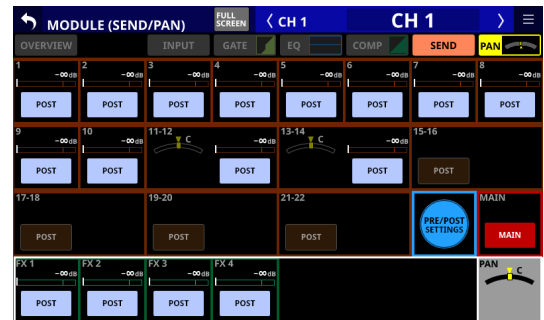 MODULE (SEND/PAN)
FULL SCREEN
CH 1
CH 1
OVERVIEW INPUT GATE EQ COMP SEND PAN
1 2 3 4 5 6 7 8
-∞dB -∞dB -∞dB -∞dB -∞dB -∞dB -∞dB -∞dB
POST POST POST POST POST POST POST POST
9 10 11-12 13-14 15-16
-∞dB -∞dB C -∞dB C -∞dB
POST POST POST POST POST
17-18 19-20 21-22 MAIN
PRE/POST
SETTINGS
POST POST POST MAIN
FX 1 FX 2 FX 3 FX 4 PAN
-∞dB -∞dB -∞dB -∞dB C
POST POST POST POST